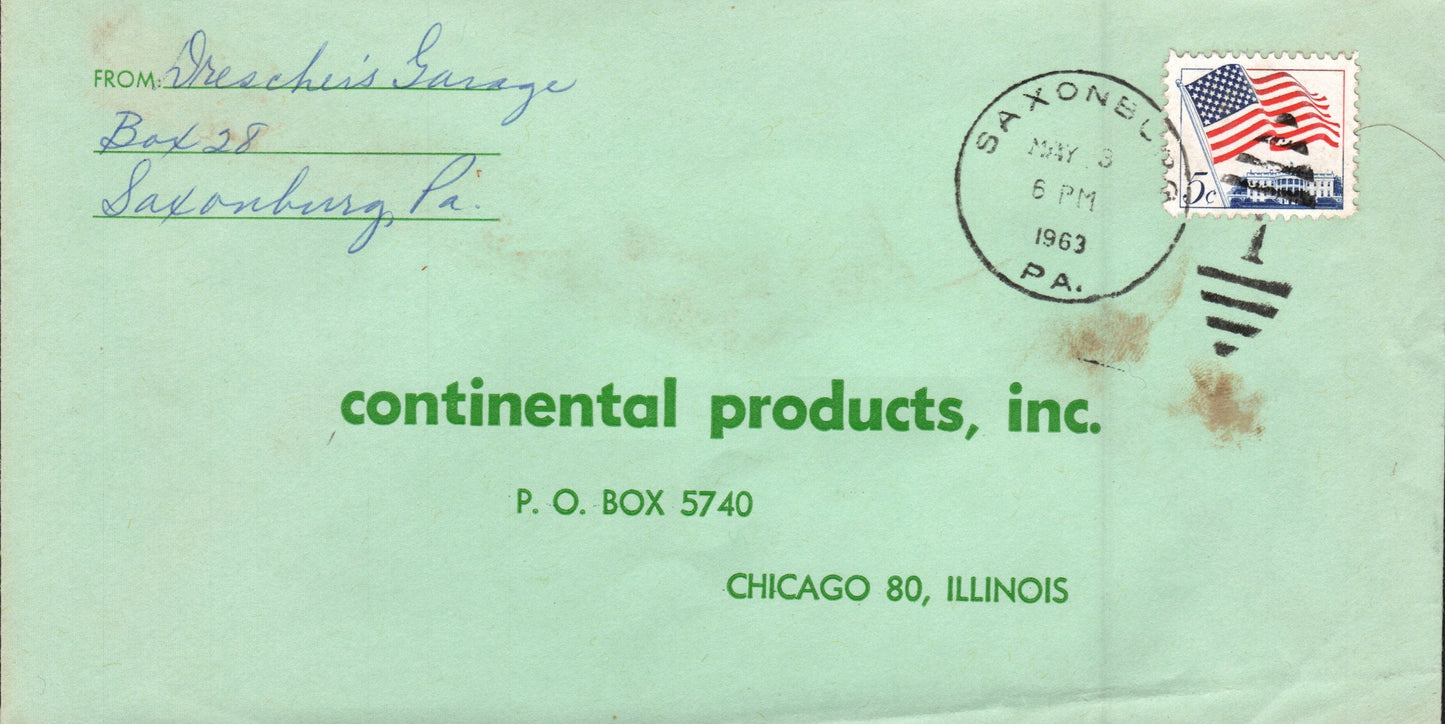 FROM: Drescher's Garage
Box 28
Saxonburg, Pa.
SAXONBURG
MAY 3
6 PM
1963
PA.
5c
continental products, inc.
P. O. BOX 5740
CHICAGO 80, ILLINOIS